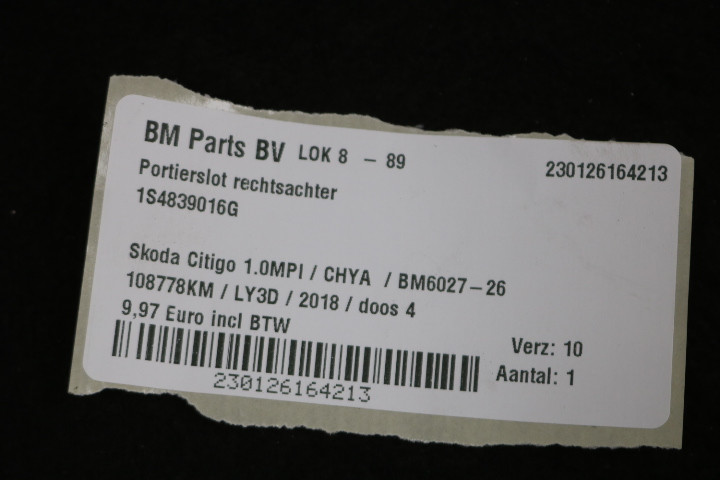 BM Parts BV LOK 8 - 89 230126164213
Portierslot rechtsachter
1S4839016G
Skoda Citigo 1.0MPI / CHYA / BM6027-26
108778KM / LY3D / 2018 / doos 4
9,97 Euro incl BTW
Verz: 10
Aantal: 1
230126164213